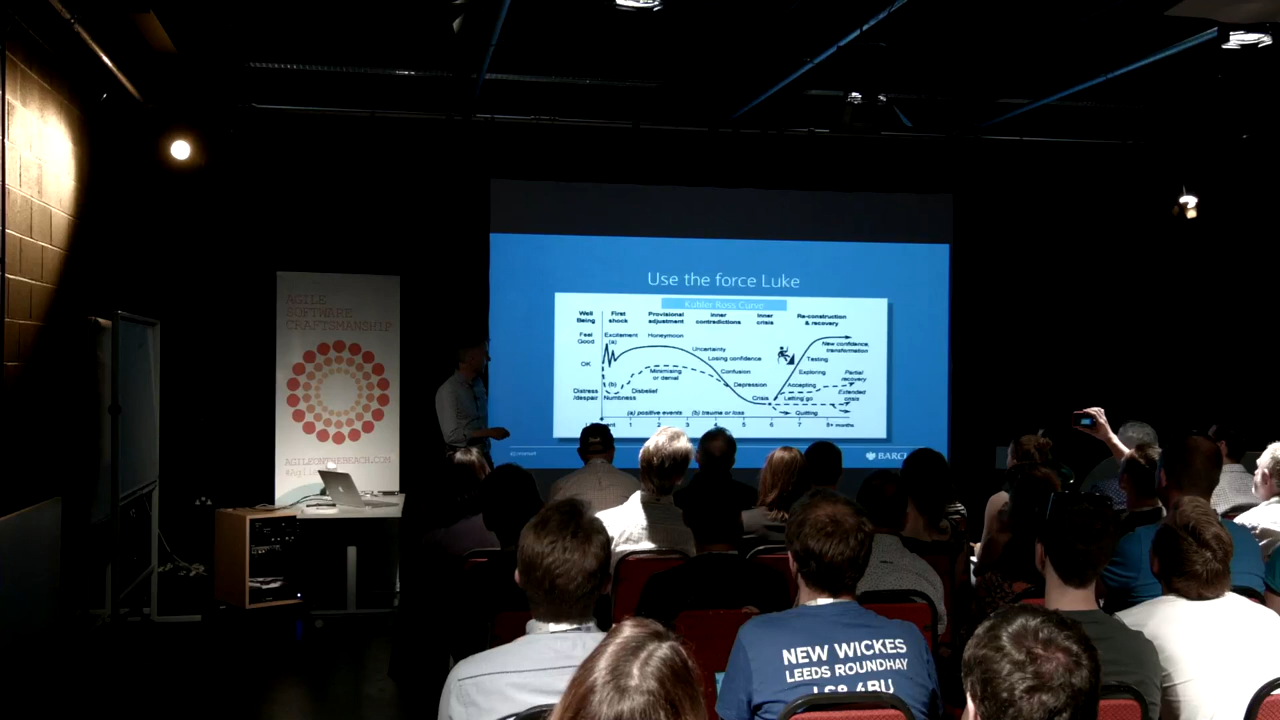 AGILE
SOFTWARE
CRAFTSMANSHIP
AGILEONTHEBEACH.COM
Use the force Luke
Kubler Ross Curve
Well Being
First shock
Provisional adjustment
Inner contradictions
Inner crisis
Re-construction & recovery
Feel Good
Excitement
(a)
Honeymoon
Uncertainty
New confidence, transformation
OK
Losing confidence
Testing
Minimising or denial
Confusion
Exploring
Partial recovery
Distress /despair
(b)
Numbness
Disbelief
Depression
Accepting
Extended crisis
Crisis
Letting go
(a) positive events
(b) trauma or loss
Quitting
1 2 3 4 5 6 7 8+ months
NEW WICKES
LEEDS ROUNDHAY
LS8 4BU